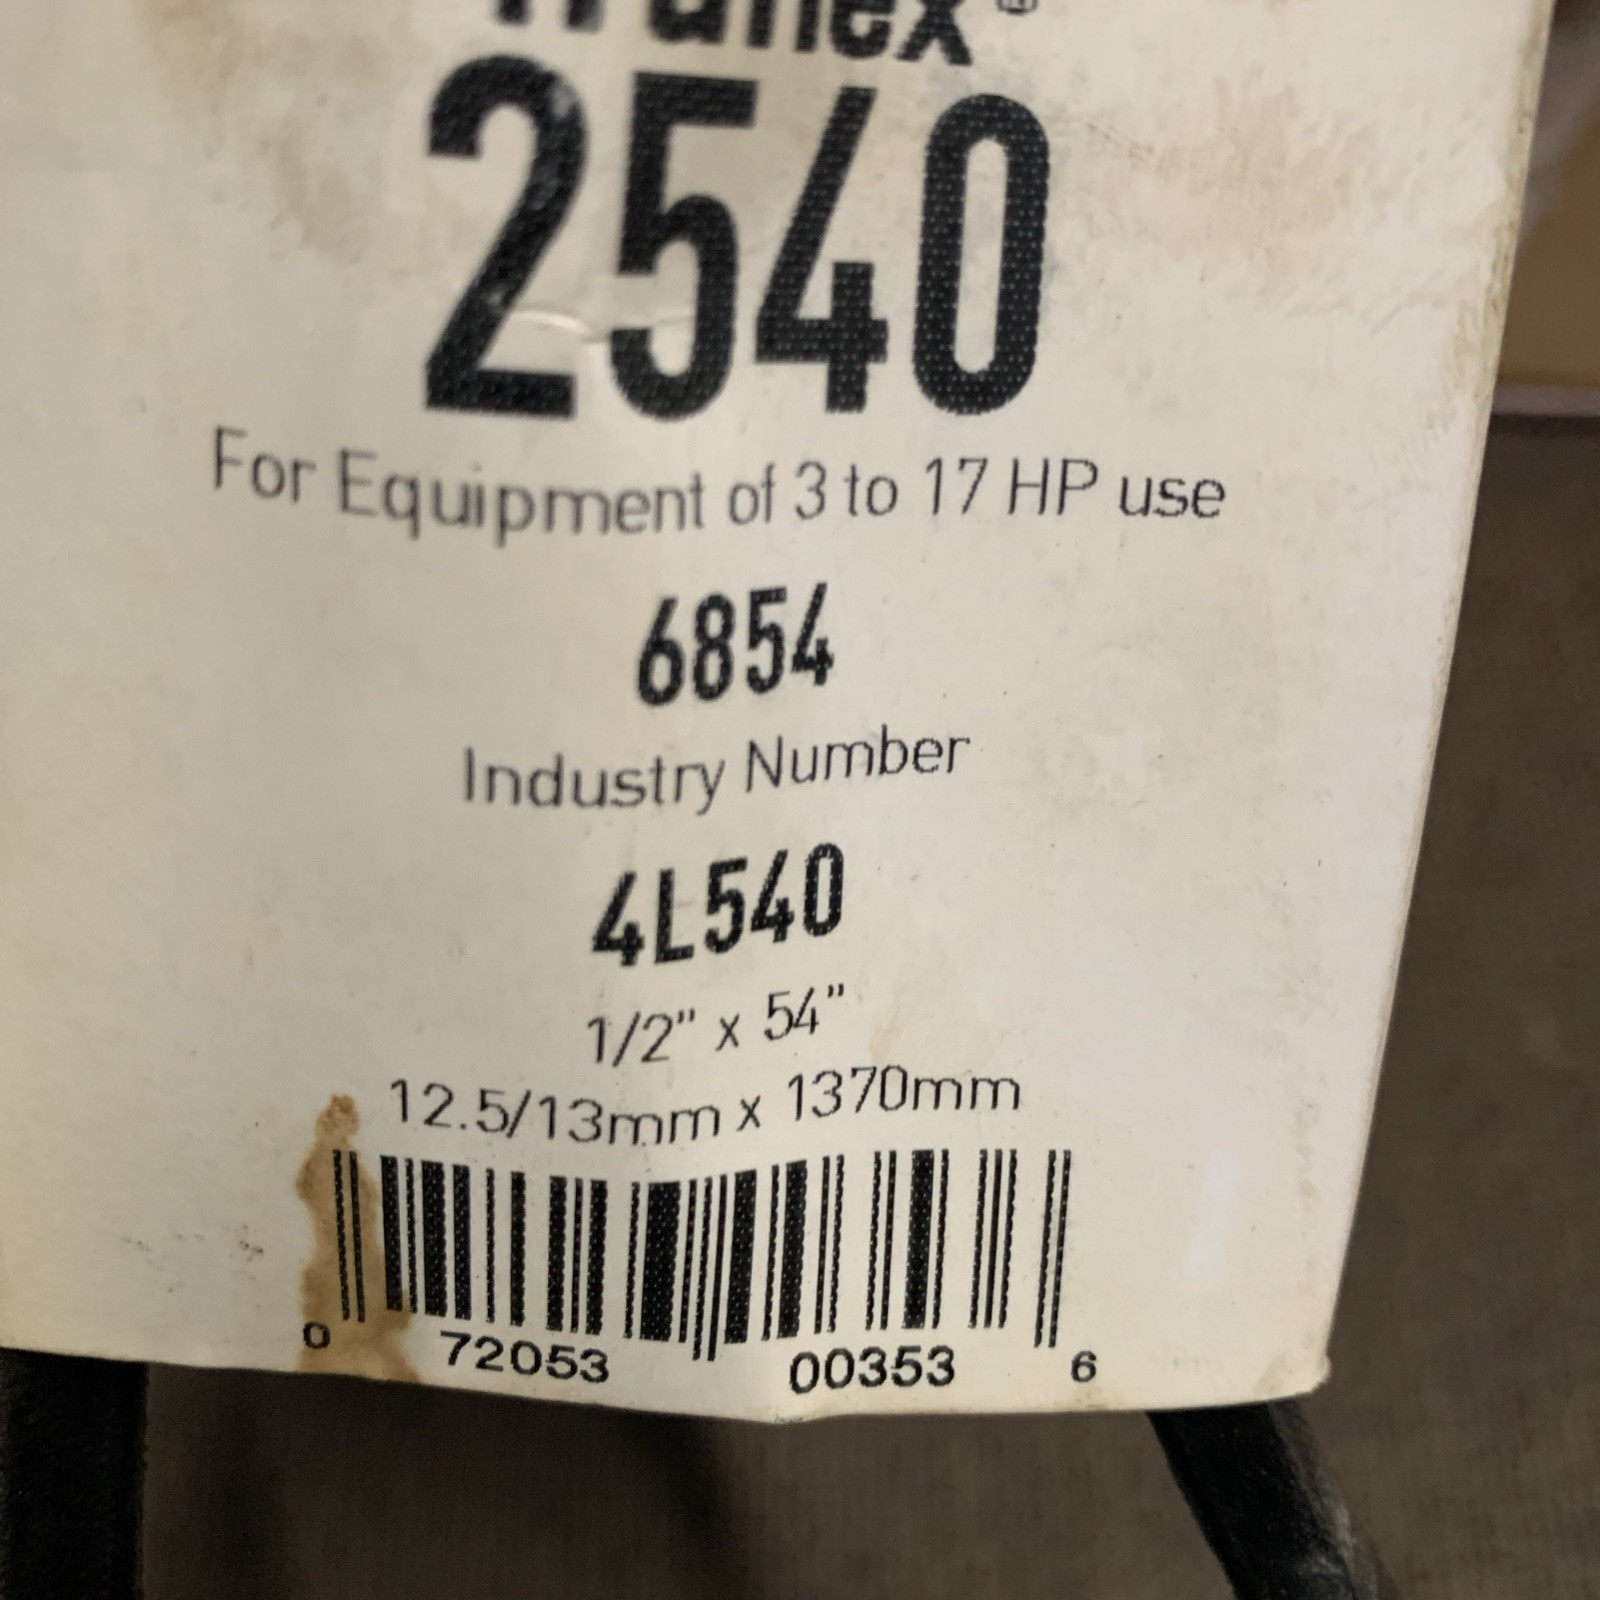 Truflex®
2540
For Equipment of 3 to 17 HP use
6854
Industry Number
4L540
1/2" x 54"
12.5/13mm x 1370mm
0 72053 00353 6